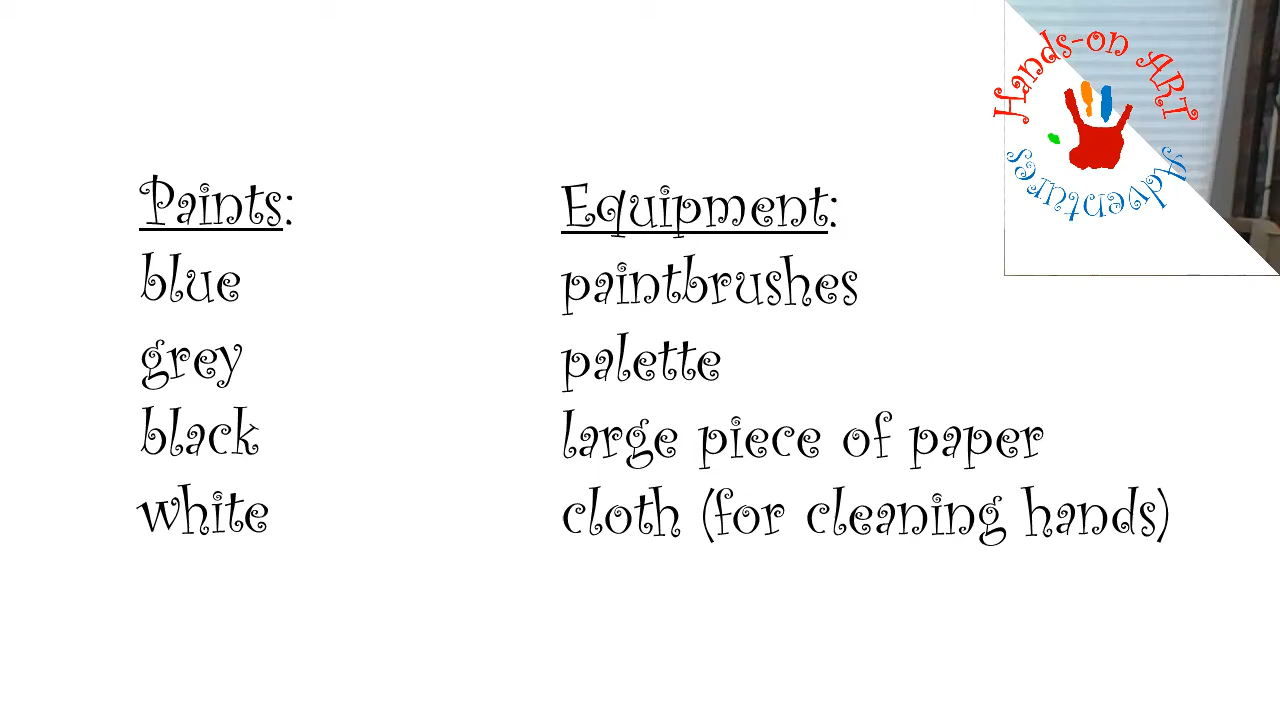 Hands-on ART
Adventures
Paints:
blue
grey
black
white
Equipment:
paintbrushes
palette
large piece of paper
cloth (for cleaning hands)